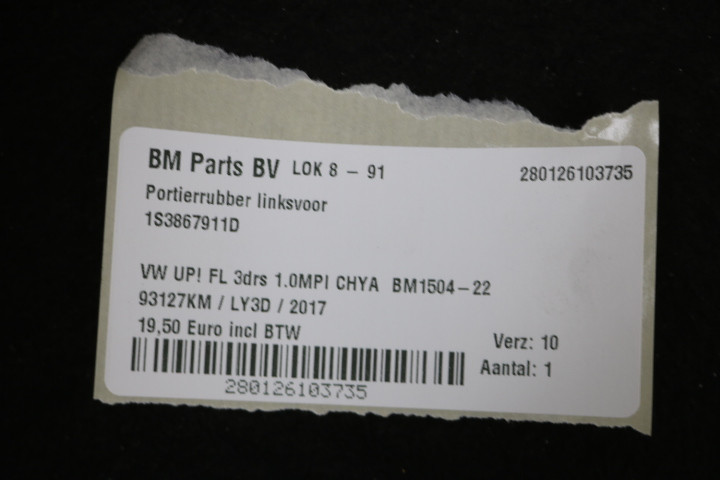 BM Parts BV LOK 8 - 91 280126103735
Portierrubber linksvoor
1S3867911D
VW UP! FL 3drs 1.0MPI CHYA BM1504-22
93127KM / LY3D / 2017
19,50 Euro incl BTW
Verz: 10
Aantal: 1
280126103735